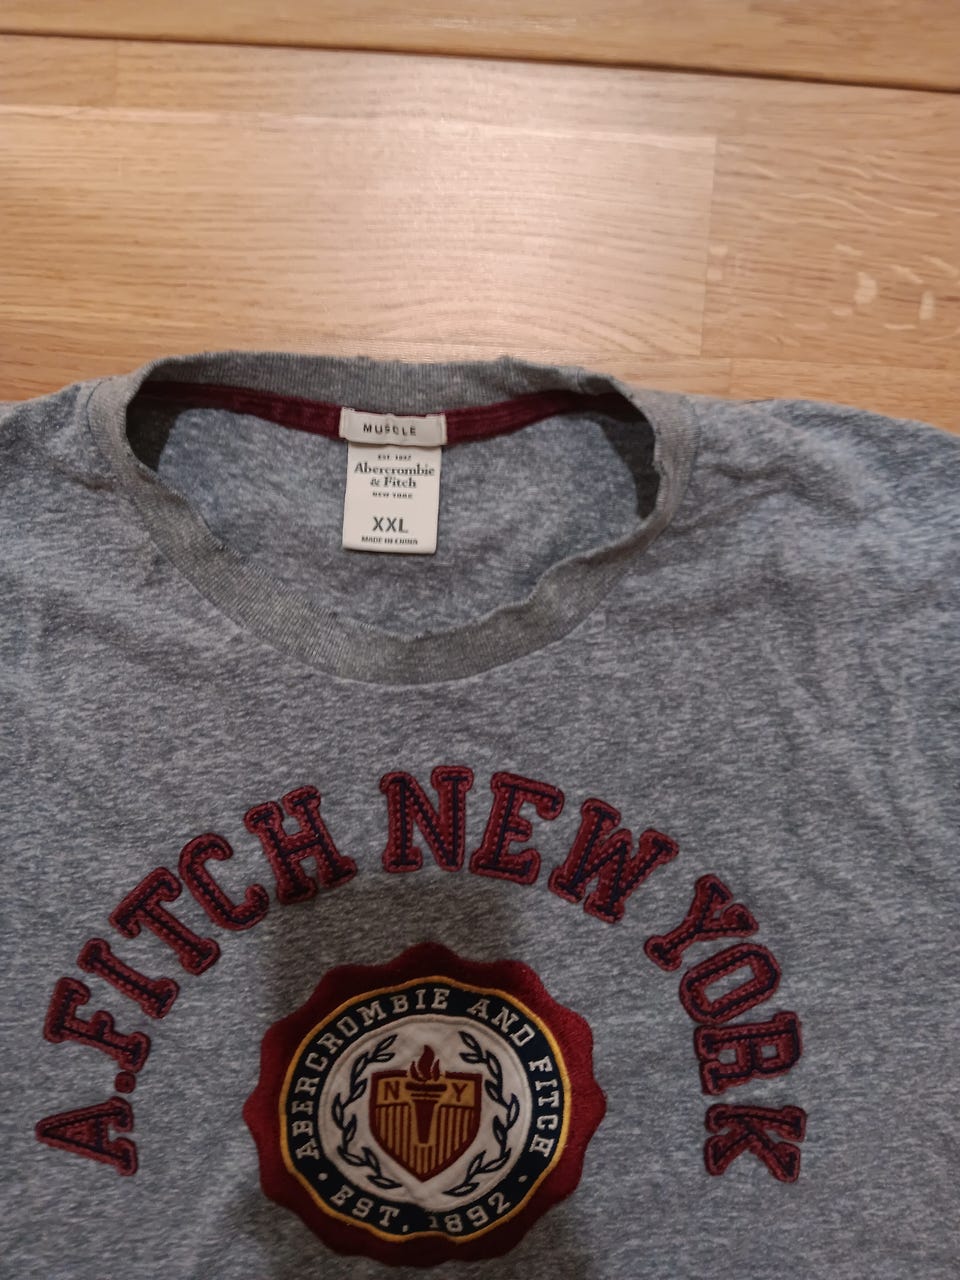 MUSCLE
EST. 1892
Abercrombie
& Fitch
NEW YORK
XXL
MADE IN CHINA
A.FITCH NEW YORK
ABERCROMBIE AND FITCH
N Y
· EST. 1892 ·